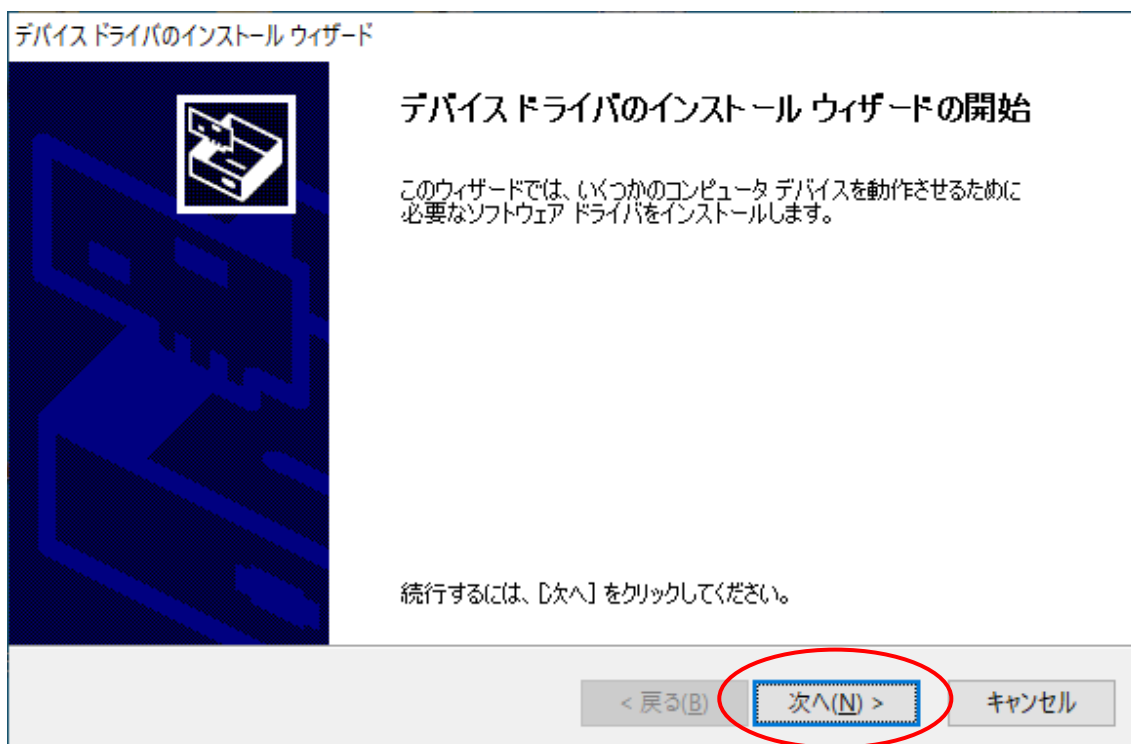 デバイス ドライバのインストール ウィザード
デバイス ドライバのインストール ウィザードの開始
このウィザードでは、いくつかのコンピュータ デバイスを動作させるために
必要なソフトウェア ドライバをインストールします。
続行するには、[次へ] をクリックしてください。
< 戻る(B) 次へ(N) > キャンセル